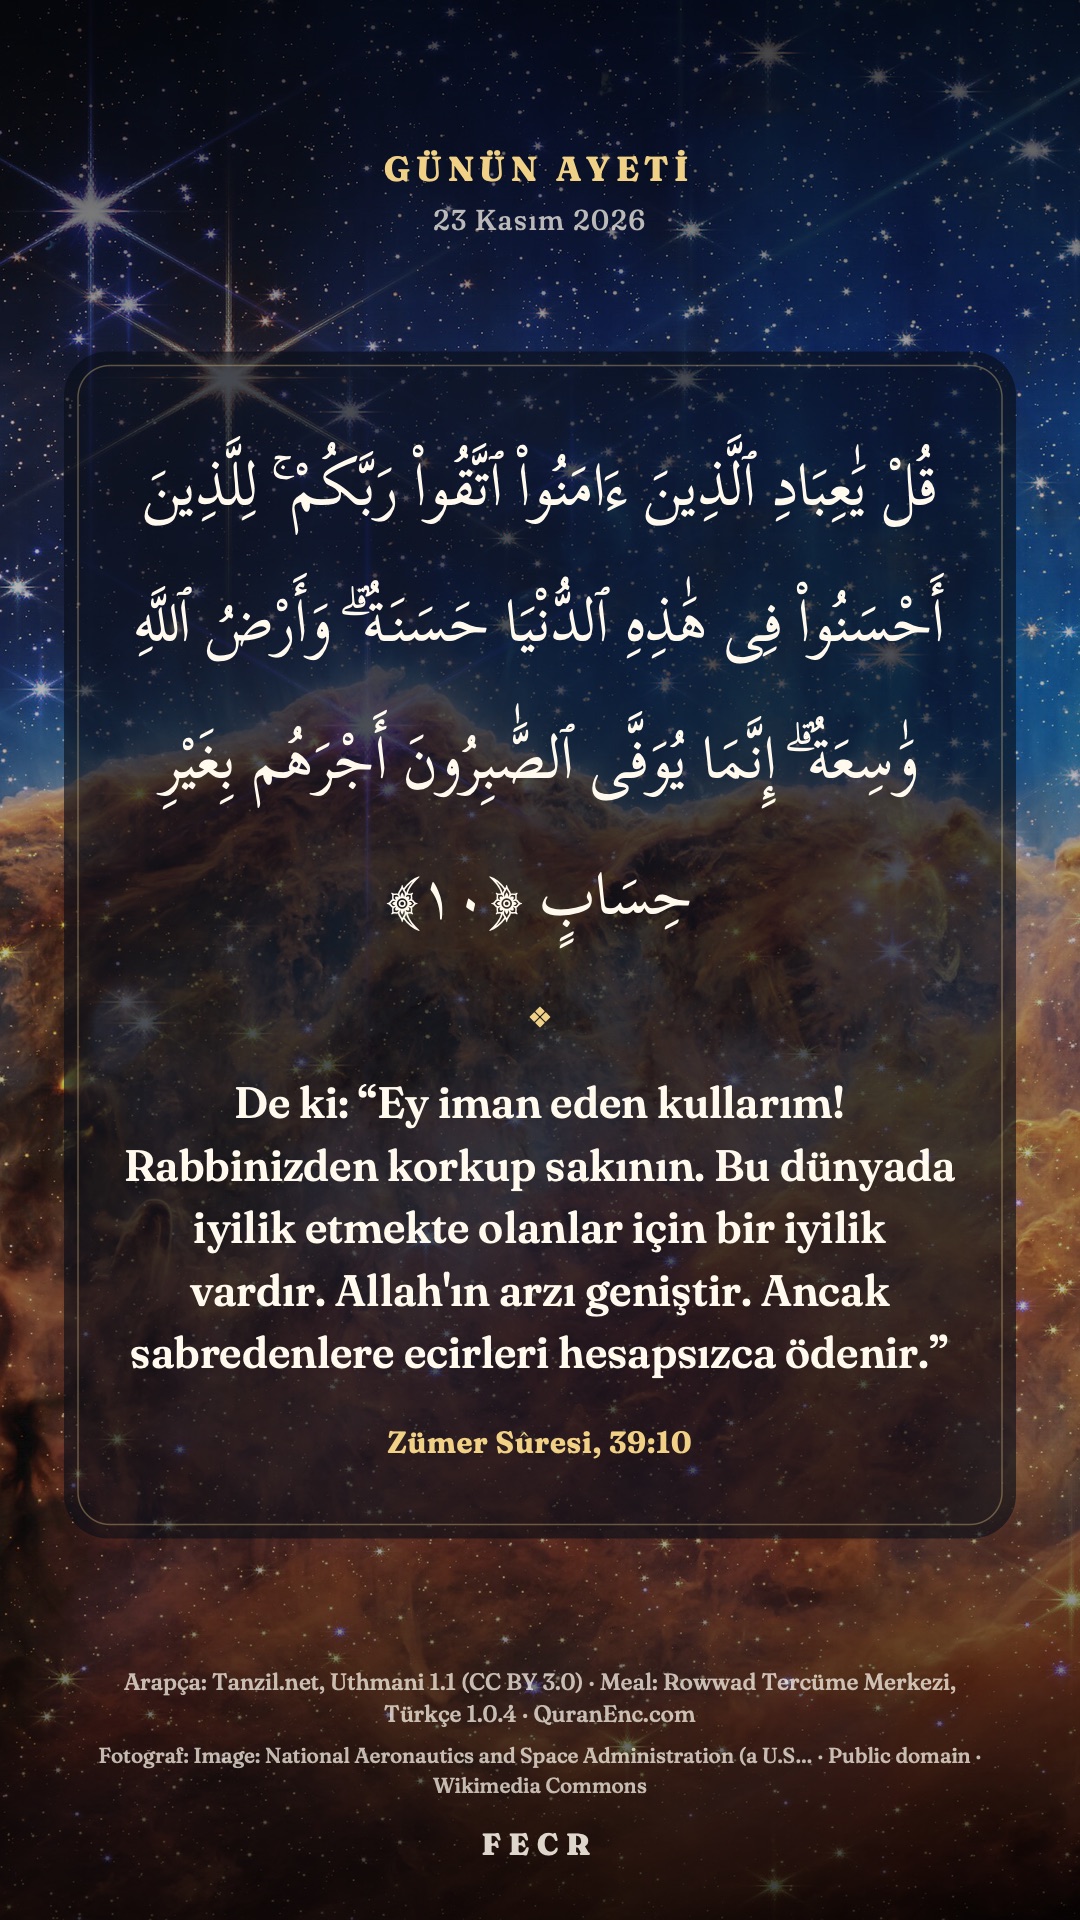 GÜNÜN AYETİ
23 Kasım 2026
قُلْ يَٰعِبَادِ ٱلَّذِينَ ءَامَنُوا۟ ٱتَّقُوا۟ رَبَّكُمْ ۚ لِلَّذِينَ
أَحْسَنُوا۟ فِى هَٰذِهِ ٱلدُّنْيَا حَسَنَةٌ ۗ وَأَرْضُ ٱللَّهِ
وَٰسِعَةٌ ۗ إِنَّمَا يُوَفَّى ٱلصَّٰبِرُونَ أَجْرَهُم بِغَيْرِ
حِسَابٍ ﴿١٠﴾
❖
De ki: “Ey iman eden kullarım!
Rabbinizden korkup sakının. Bu dünyada
iyilik etmekte olanlar için bir iyilik
vardır. Allah'ın arzı geniştir. Ancak
sabredenlere ecirleri hesapsızca ödenir.”
Zümer Sûresi, 39:10
Arapça: Tanzil.net, Uthmani 1.1 (CC BY 3.0) · Meal: Rowwad Tercüme Merkezi,
Türkçe 1.0.4 · QuranEnc.com
Fotoğraf: Image: National Aeronautics and Space Administration (a U.S... · Public domain ·
Wikimedia Commons
FECR